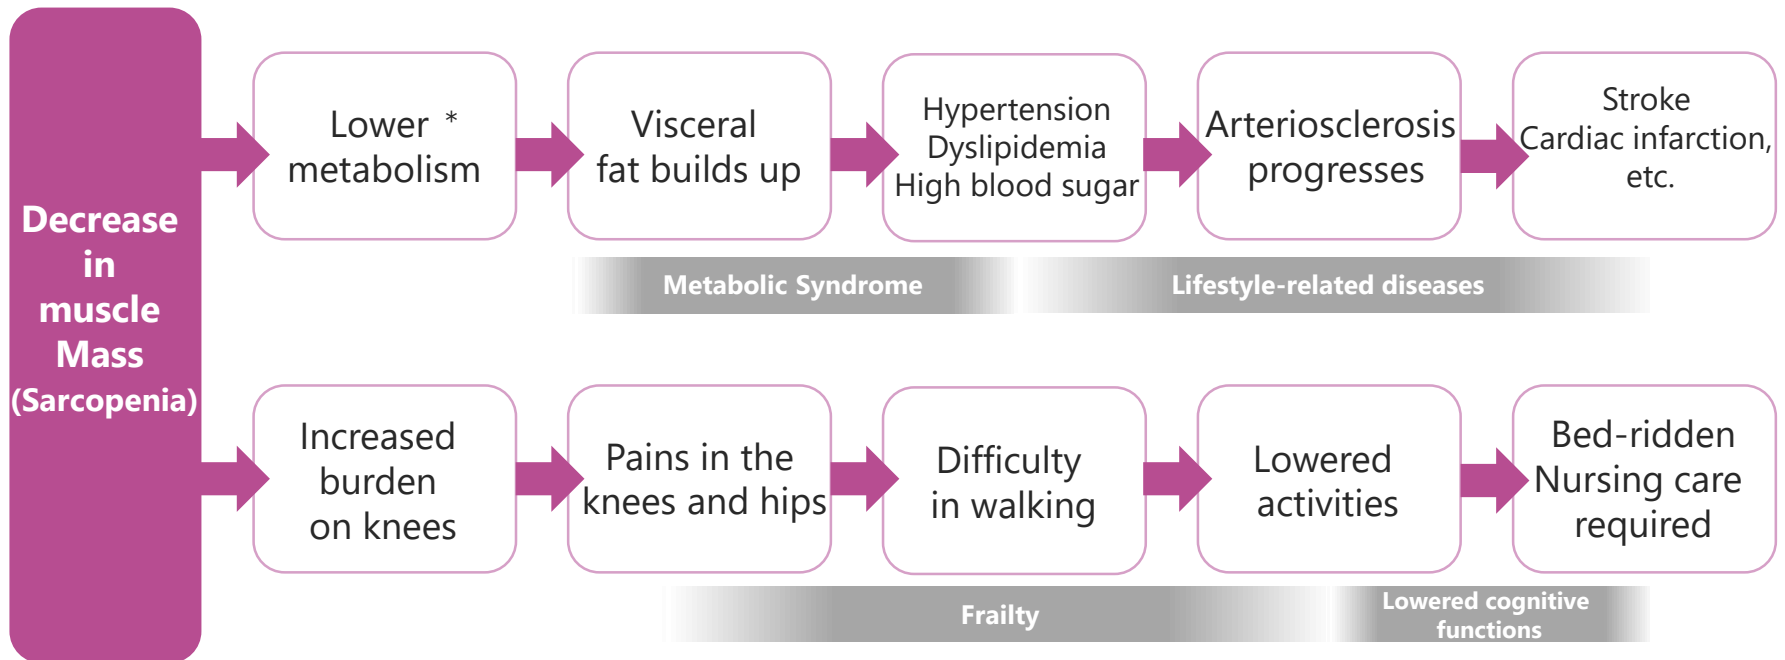 Decrease
in
muscle
Mass
(Sarcopenia)
Lower *
metabolism
Visceral
fat builds up
Hypertension
Dyslipidemia
High blood sugar
Arteriosclerosis
progresses
Stroke
Cardiac infarction,
etc.
Metabolic Syndrome
Lifestyle-related diseases
Increased
burden
on knees
Pains in the
knees and hips
Difficulty
in walking
Lowered
activities
Bed-ridden
Nursing care
required
Frailty
Lowered cognitive
functions